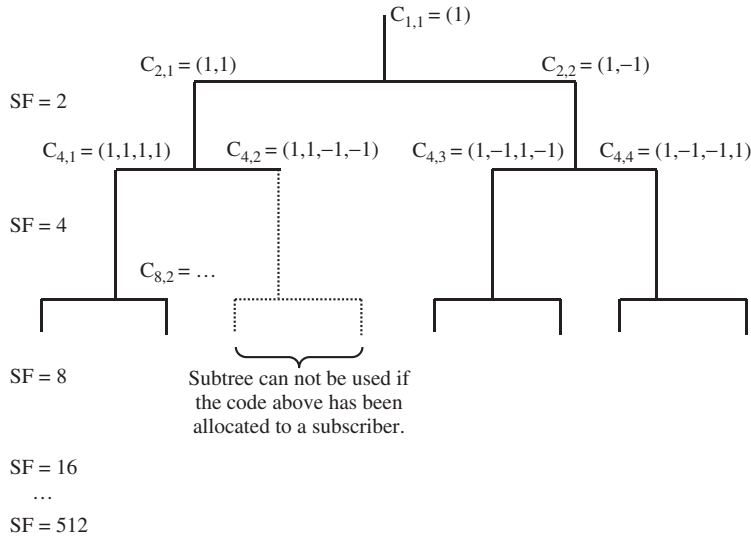 C1,1 = (1)
C2,1 = (1,1)
C2,2 = (1,−1)
SF = 2
C4,1 = (1,1,1,1)
C4,2 = (1,1,−1,−1)
C4,3 = (1,−1,1,−1)
C4,4 = (1,−1,−1,1)
SF = 4
C8,2 = …
SF = 8
Subtree can not be used if
the code above has been
allocated to a subscriber.
SF = 16
…
SF = 512